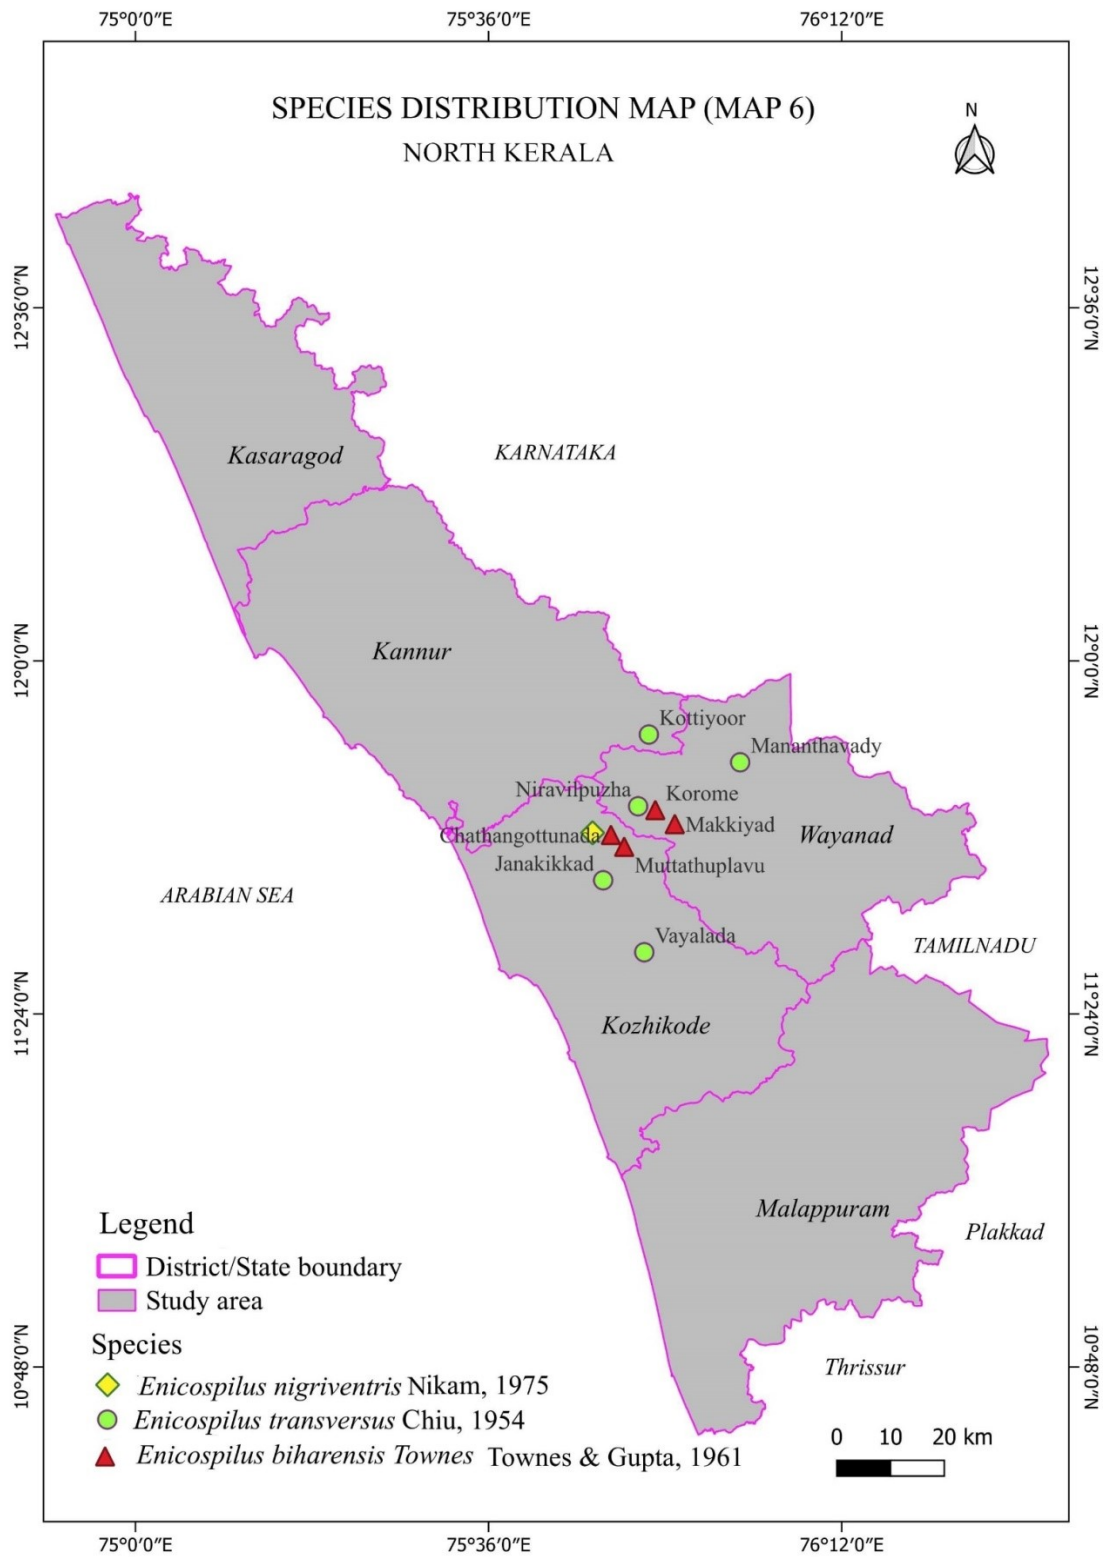 75°0′0″E 75°36′0″E 76°12′0″E
SPECIES DISTRIBUTION MAP (MAP 6)
NORTH KERALA
N
12°36′0″N 12°36′0″N
Kasaragod
KARNATAKA
12°0′0″N 12°0′0″N
Kannur
Kottiyoor
Mananthavady
Niravilpuzha
Korome
Makkiyad
Chathangottunada
Wayanad
Janakikkad
Muttathuplavu
ARABIAN SEA
Vayalada
TAMILNADU
11°24′0″N 11°24′0″N
Kozhikode
Malappuram
Plakkad
Legend
District/State boundary
Study area
Species
Thrissur
10°48′0″N 10°48′0″N
Enicospilus nigriventris Nikam, 1975
Enicospilus transversus Chiu, 1954
Enicospilus biharensis Townes Townes & Gupta, 1961
0 10 20 km
75°0′0″E 75°36′0″E 76°12′0″E